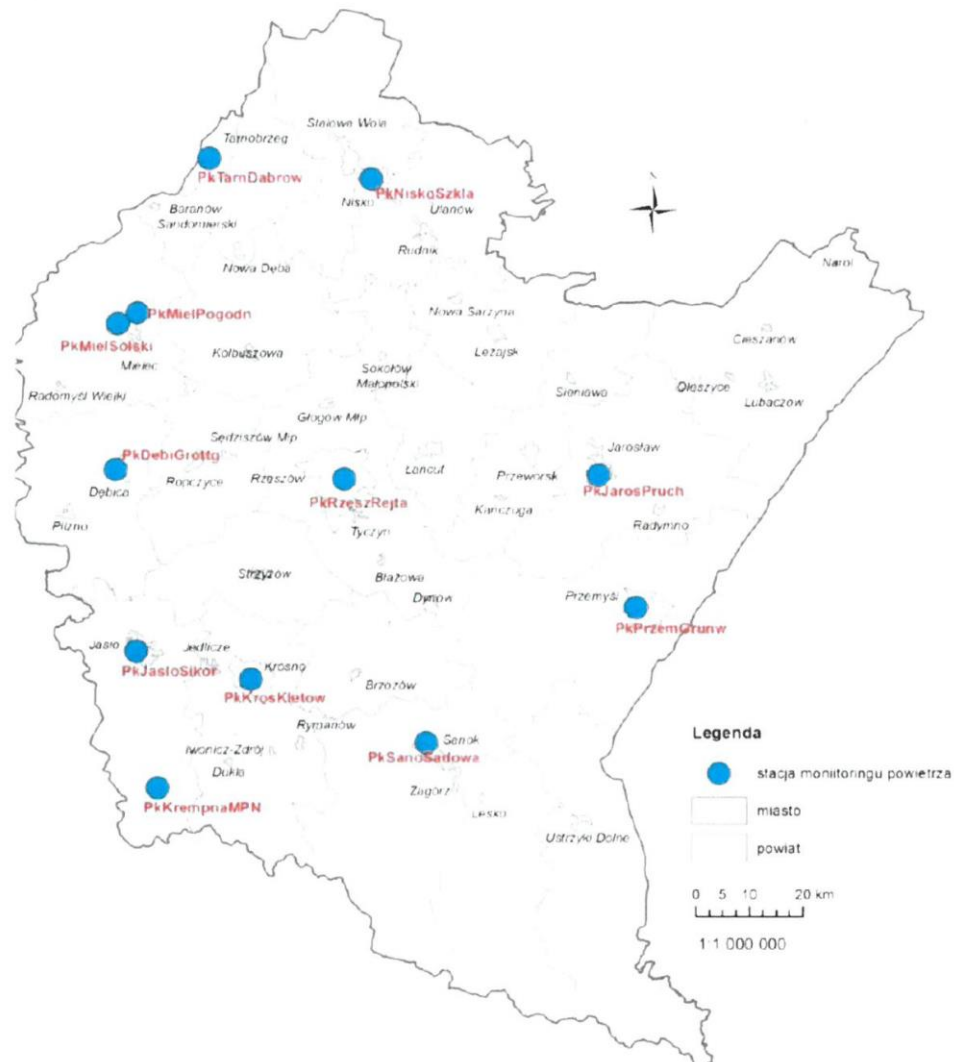 Stalowa Wola
Tarnobrzeg
PkTarnDabrow
PkNiskoSzkla
Nisko
Ulanów
Baranów
Sandomierski
Rudnik
Nowa Dęba
Narol
PkMielPogodn
Nowa Sarzyna
PkMielSolski
Cieszanów
Mielec
Kolbuszowa
Leżajsk
Sokołów
Małopolski
Radomyśl Wielki
Sieniawa
Oleszyce
Lubaczów
Głogów Młp
Sędziszów Młp
Jarosław
PkDebiGrottg
Łańcut
Dębica
Ropczyce
Rzeszów
Przeworsk
PkJarosPruch
PkRzeszRejta
Kańczuga
Pilzno
Radymno
Tyczyn
Strzyżów
Błażowa
Dynów
Przemyśl
PkPrzemGrunw
Jasło
Jedlicze
Krosno
PkJasloSikor
PkKrosKletow
Brzozów
Rymanów
Iwonicz-Zdrój
Sanok
PkSanoSadowa
Dukla
Zagórz
PkKrempnaMPN
Lesko
Ustrzyki Dolne
Legenda
stacja moniitoringu powietrza
miasto
powiat
0 5 10 20 km
1:1 000 000